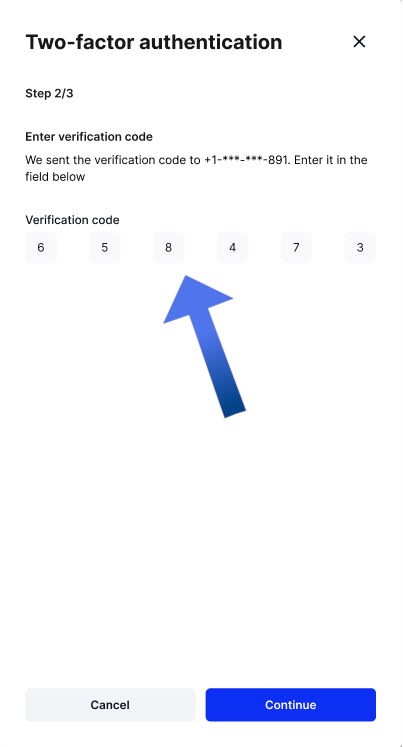 Two-factor authentication
Step 2/3
Enter verification code
We sent the verification code to +1-***-***-891. Enter it in the
field below
Verification code
6 5 8 4 7 3
Cancel Continue